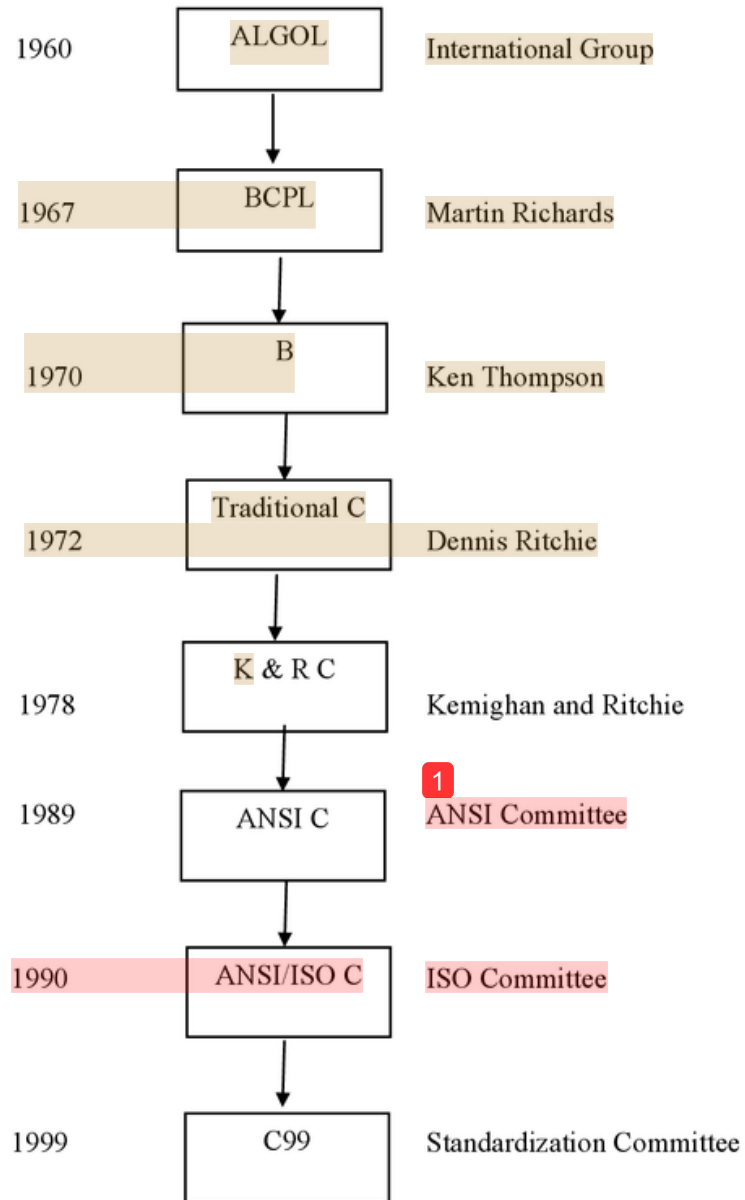 1960 ALGOL International Group
1967 BCPL Martin Richards
1970 B Ken Thompson
1972 Traditional C Dennis Ritchie
1978 K & R C Kemighan and Ritchie
1
1989 ANSI C ANSI Committee
1990 ANSI/ISO C ISO Committee
1999 C99 Standardization Committee